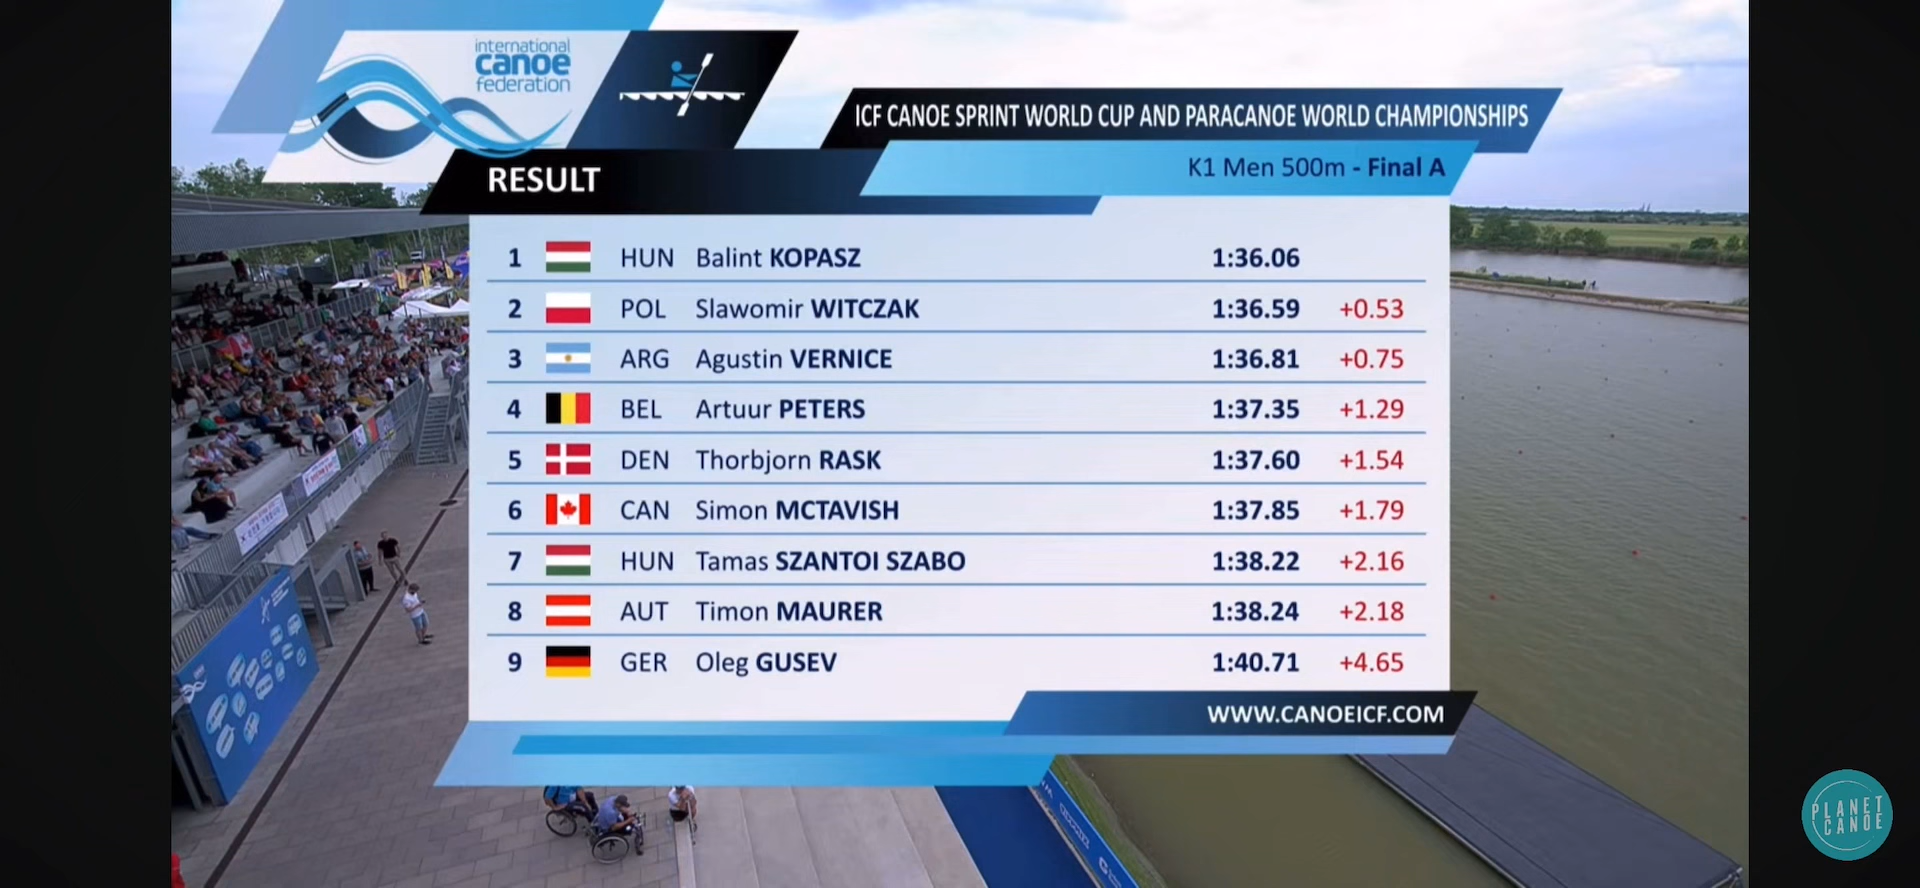 international
canoe
federation
ICF CANOE SPRINT WORLD CUP AND PARACANOE WORLD CHAMPIONSHIPS
K1 Men 500m - Final A
RESULT
1 HUN Balint KOPASZ 1:36.06
2 POL Slawomir WITCZAK 1:36.59 +0.53
3 ARG Agustin VERNICE 1:36.81 +0.75
4 BEL Artuur PETERS 1:37.35 +1.29
5 DEN Thorbjorn RASK 1:37.60 +1.54
6 CAN Simon MCTAVISH 1:37.85 +1.79
7 HUN Tamas SZANTOI SZABO 1:38.22 +2.16
8 AUT Timon MAURER 1:38.24 +2.18
9 GER Oleg GUSEV 1:40.71 +4.65
WWW.CANOEICF.COM
PLANET
CANOE